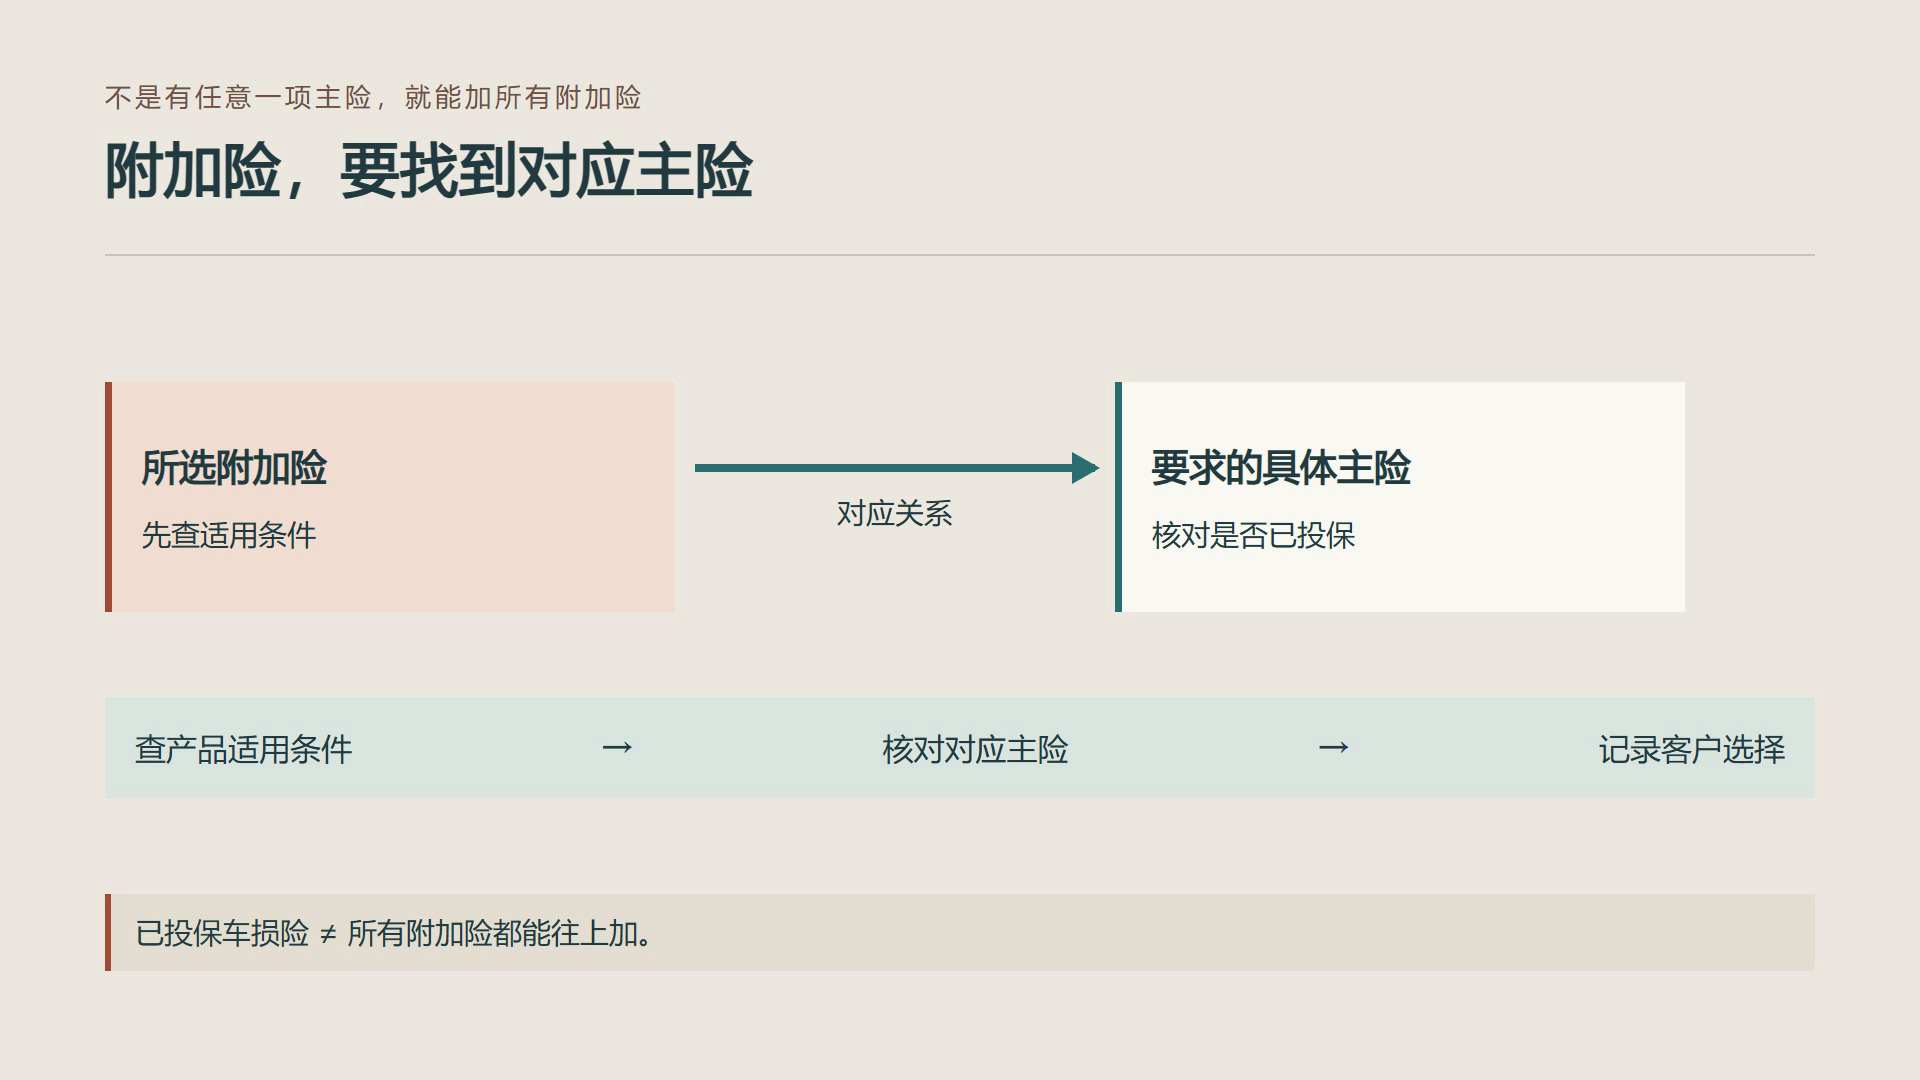 不是有任意一项主险，就能加所有附加险
附加险，要找到对应主险
所选附加险
先查适用条件
对应关系
要求的具体主险
核对是否已投保
查产品适用条件 → 核对对应主险 → 记录客户选择
已投保车损险 ≠ 所有附加险都能往上加。